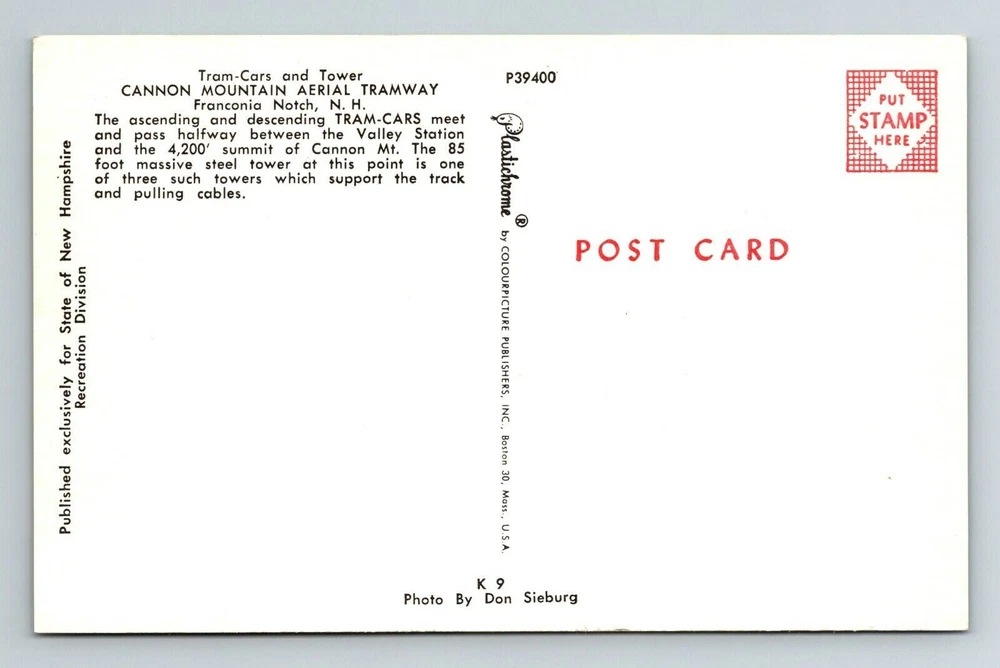 Tram-Cars and Tower
CANNON MOUNTAIN AERIAL TRAMWAY
Franconia Notch, N. H.
The ascending and descending TRAM-CARS meet
and pass halfway between the Valley Station
and the 4,200' summit of Cannon Mt. The 85
foot massive steel tower at this point is one
of three such towers which support the track
and pulling cables.
Published exclusively for State of New Hampshire
Recreation Division
P39400
Plastichrome ® by COLOURPICTURE PUBLISHERS, INC., Boston 30, Mass., U.S.A.
PUT
STAMP
HERE
POST CARD
K 9
Photo By Don Sieburg